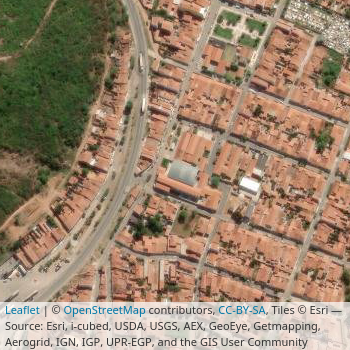 Leaflet | © OpenStreetMap contributors, CC-BY-SA, Tiles © Esri —
Source: Esri, i-cubed, USDA, USGS, AEX, GeoEye, Getmapping,
Aerogrid, IGN, IGP, UPR-EGP, and the GIS User Community